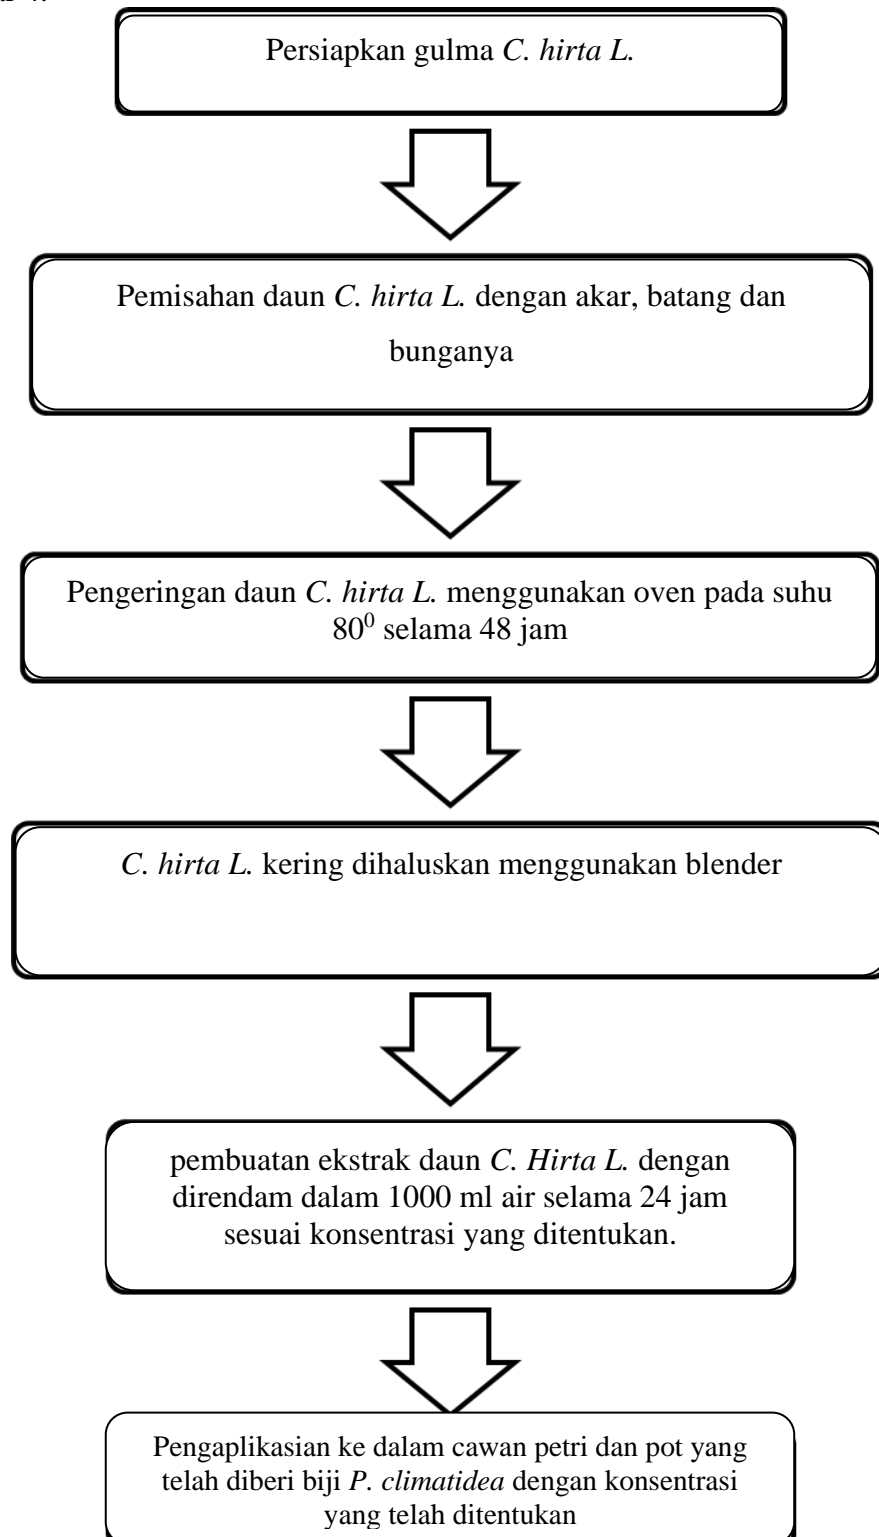 Persiapkan gulma C. hirta L.
Pemisahan daun C. hirta L. dengan akar, batang dan
bunganya
Pengeringan daun C. hirta L. menggunakan oven pada suhu
80⁰ selama 48 jam
C. hirta L. kering dihaluskan menggunakan blender
pembuatan ekstrak daun C. Hirta L. dengan
direndam dalam 1000 ml air selama 24 jam
sesuai konsentrasi yang ditentukan.
Pengaplikasian ke dalam cawan petri dan pot yang
telah diberi biji P. climatidea dengan konsentrasi
yang telah ditentukan